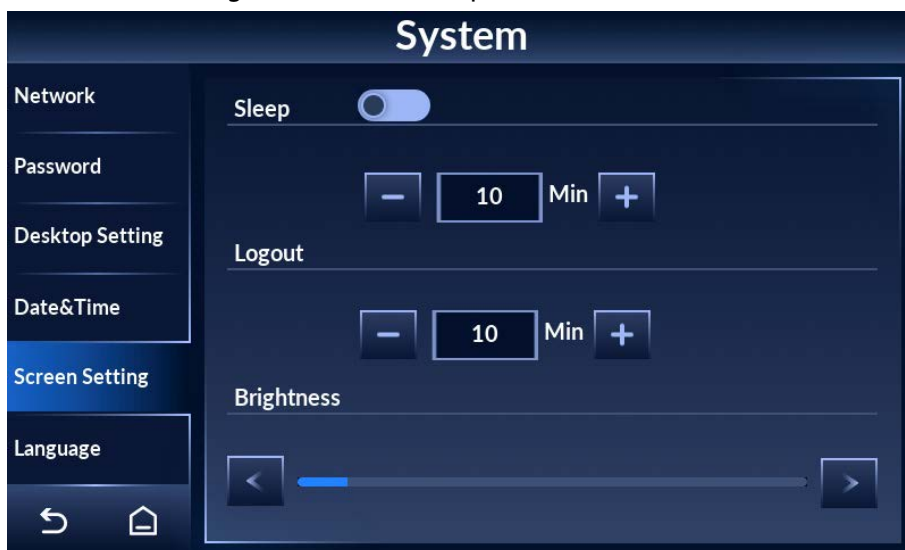 System
Network
Password
Desktop Setting
Date&Time
Screen Setting
Language
Sleep
10 Min
Logout
10 Min
Brightness